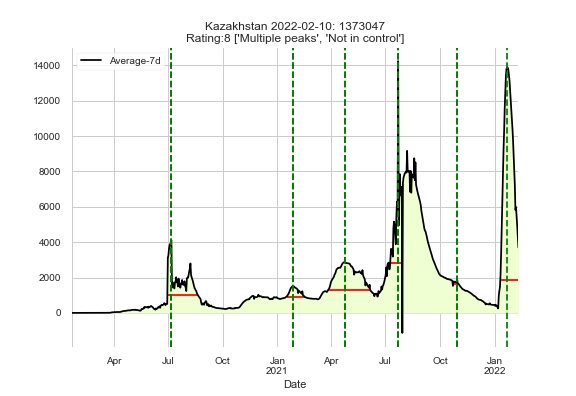 Kazakhstan 2022-02-10: 1373047
Rating:8 ['Multiple peaks', 'Not in control']
Average-7d
14000
12000
10000
8000
6000
4000
2000
0
Apr Jul Oct Jan Apr Jul Oct Jan
2021 2022
Date